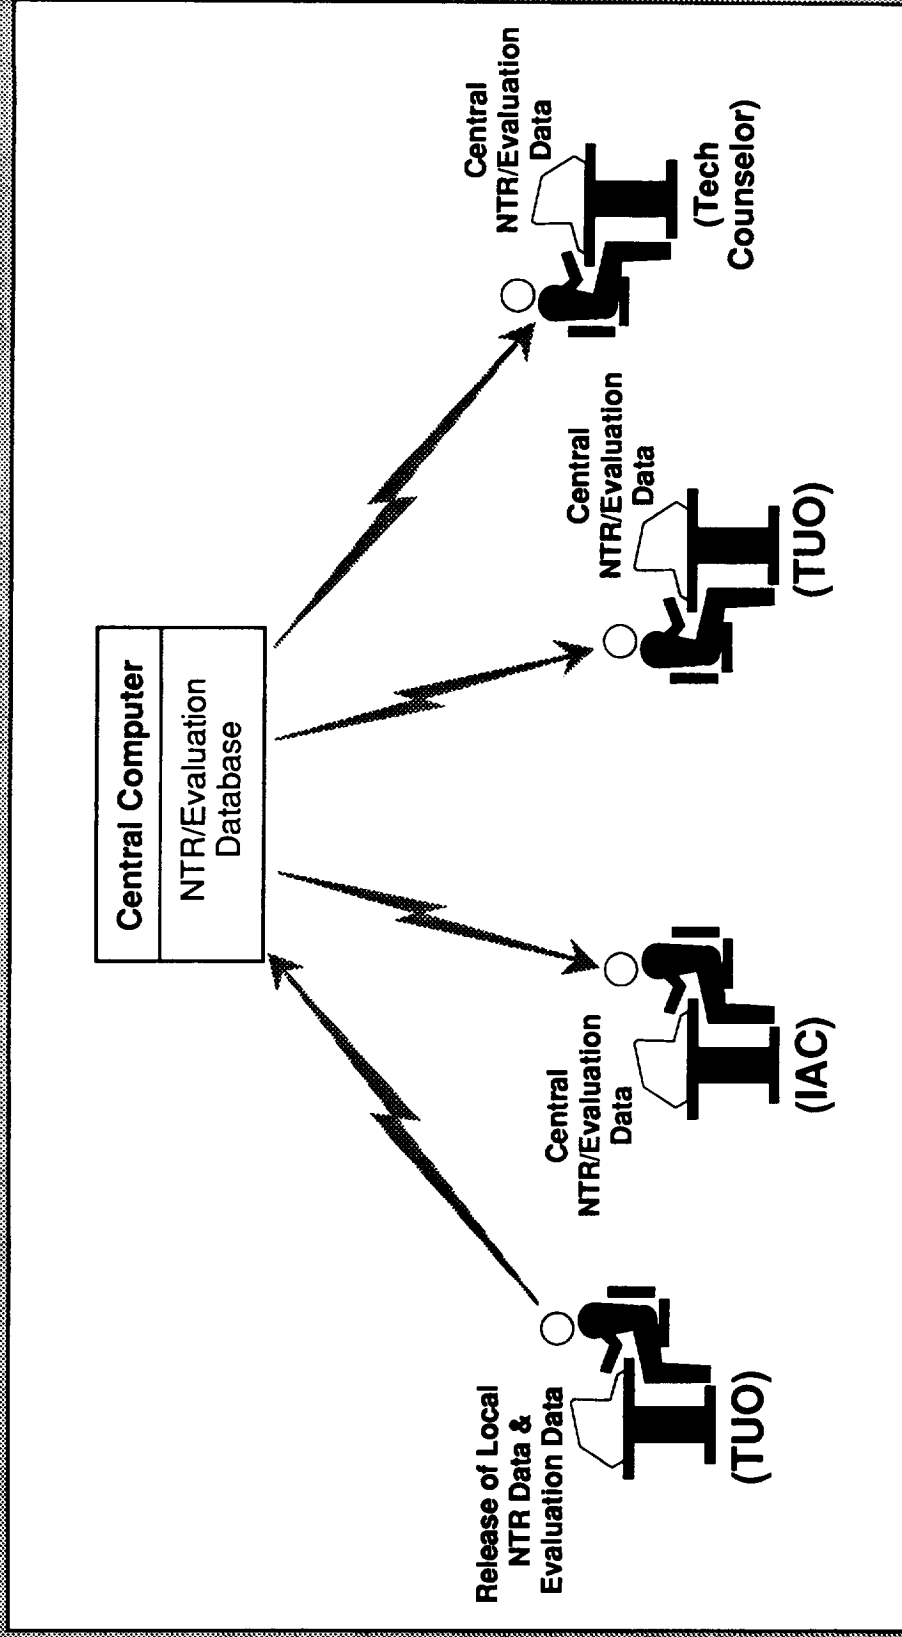 Central Computer
NTR/Evaluation
Database
Release of Local
NTR Data &
Evaluation Data
(TUO)
Central
NTR/Evaluation
Data
(IAC)
Central
NTR/Evaluation
Data
(TUO)
Central
NTR/Evaluation
Data
(Tech
Counselor)